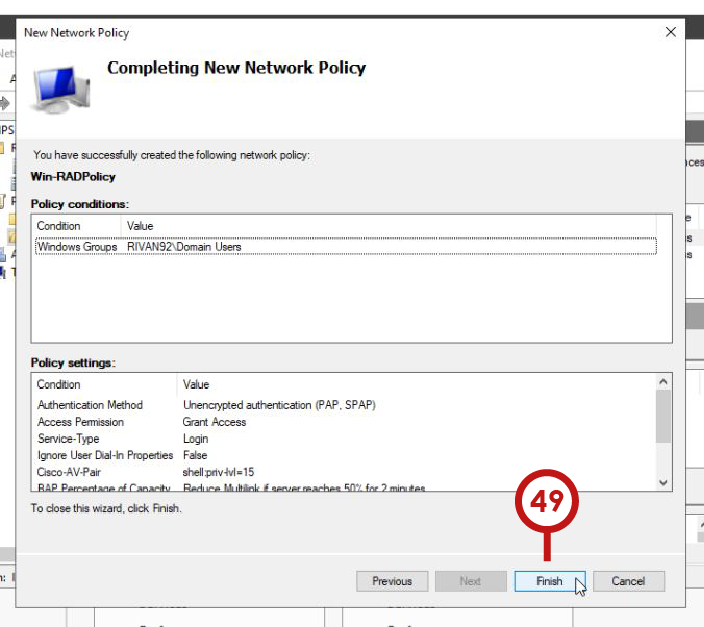 New Network Policy
Completing New Network Policy
You have successfully created the following network policy:
Win-RADPolicy
Policy conditions:
Condition Value
Windows Groups RIVAN92\Domain Users
Policy settings:
Condition Value
Authentication Method Unencrypted authentication (PAP, SPAP)
Access Permission Grant Access
Service-Type Login
Ignore User Dial-In Properties False
Cisco-AV-Pair shell:priv-lvl=15
BAP Percentage of Capacity Reduce Multilink if server reaches 50% for 2 minutes
To close this wizard, click Finish.
49
Previous Next Finish Cancel